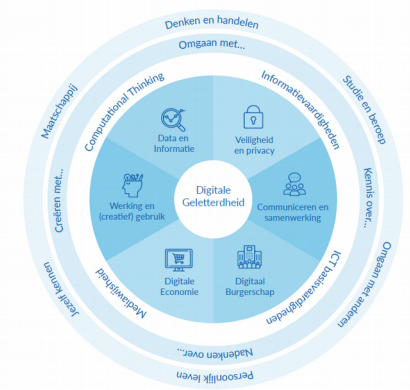 Denken en handelen
Omgaan met...
Maatschappij
Computational Thinking
Informatievaardigheden
Studie en beroep
Data en
Informatie
Veiligheid
en privacy
Creëren met...
Werking en
(creatief) gebruik
Digitale
Geletterdheid
Communiceren en
samenwerking
Kennis over...
Digitale
Economie
Digitaal
Burgerschap
Jezelf kennen
Mediawijsheid
ICT basisvaardigheden
Omgaan met anderen
Nadenken over...
Persoonlijk leven